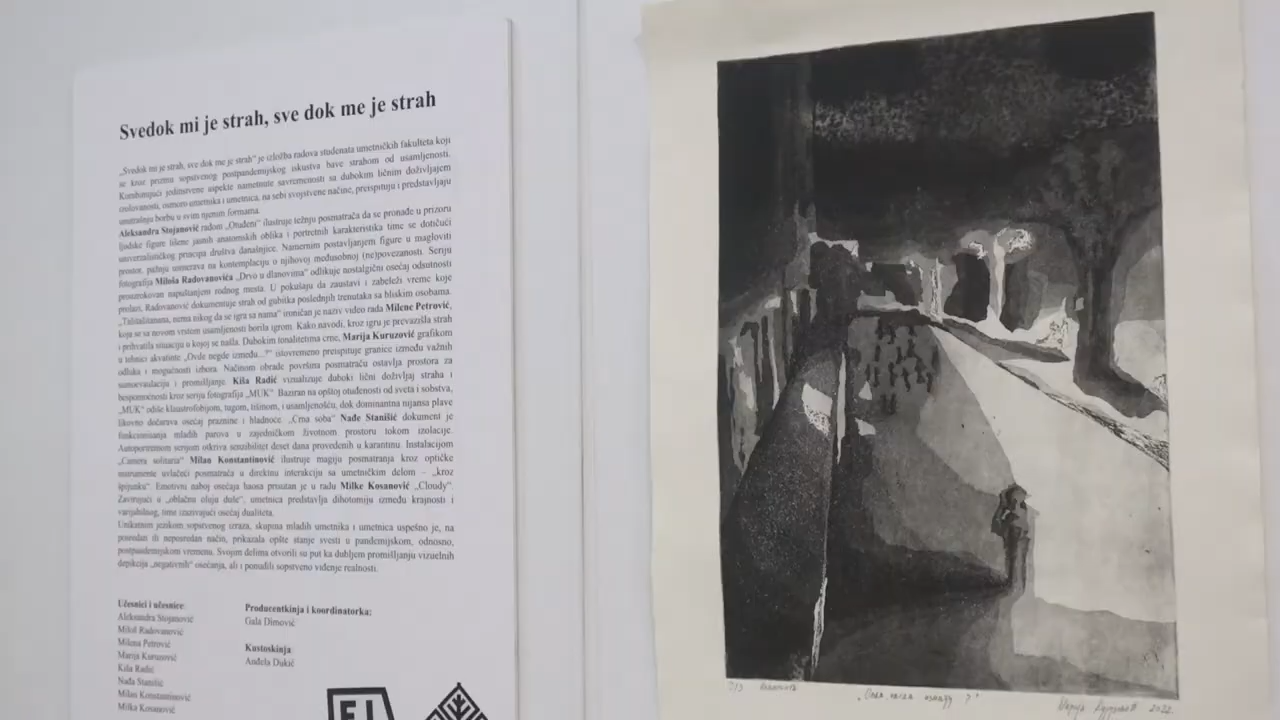 Svedok mi je strah, sve dok me je strah
„Svedok mi je strah, sve dok me je strah“ je izložba radova studenata umetničkih fakulteta koji
se kroz prizmu sopstvenog postpandemijskog iskustva bave strahom od usamljenosti.
Kombinujući jedinstvene aspekte nametnute savremenosti sa dubokim ličnim doživljajem
izolovanosti, osmoro umetnika i umetnica, na sebi svojstvene načine, preispituju i predstavljaju
unutrašnju borbu u svim njenim formama.
Aleksandra Stojanović radom „Otuđeni“ ilustruje težnju posmatrača da se pronađe u prizoru
ljudske figure lišene jasnih anatomskih oblika i portretnih karakteristika time se dotičući
univerzalističkog principa društva današnjice. Namernim postavljanjem figure u magloviti
prostor, pažnju usmerava na kontemplaciju o njihovoj međusobnoj (ne)povezanosti. Seriju
fotografija Miloša Radovanovića „Drvo u dlanovima“ odlikuje nostalgični osećaj odsutnosti
prouzrokovan napuštanjem rodnog mesta. U pokušaju da zaustavi i zabeleži vreme koje
prolazi, Radovanović dokumentuje strah od gubitka poslednjih trenutaka sa bliskim osobama.
nema nikog da se igra sa nama“ ironičan je naziv video rada Milene Petrović,
koja se sa novom vrstom usamljenosti borila igrom. Kako navodi, kroz igru je prevazišla strah
i prihvatila situaciju u kojoj se našla. Dubokim tonalitetima crne, Marija Kuruzović grafikom
u tehnici akvatinte „Ovde negde između...?“ istovremeno preispituje granice između važnih
odluka i mogućnosti izbora. Načinom obrade površina posmatraču ostavlja prostora za
samoevaulaciju i promišljanje. Kiša Radić vizualizuje duboki lični doživljaj straha i
bespomoćnosti kroz serija fotografija „MUK“. Baziran na opštoj otuđenosti od sveta i sobstva,
„MUK“ odiše klaustrofobijom, tugom, tišinom, i usamljenošću, dok dominantna nijansa plave
likovno dočarava osećaj praznine i hladnoće. „Crna soba“ Nađe Stanišić dokument je
funkcionisanja mladih parova u zajedničkom životnom prostoru tokom izolacije.
Autoportretnom serijom otkriva senzibilitet deset dana provedenih u karantinu. Instalacijom
„Camera solitaria“ Milan Konstantinović ilustruje magiju posmatranja kroz optičke
instrumente uvlačeći posmatrača u direktnu interakciju sa umetničkim delom – „kroz
špijunku“. Emotivni naboj osećaja haosa prisutan je u radu Milke Kosanović „Cloudy“.
Zavirujući u „oblačnu oluju duše“, umetnica predstavlja dihotomiju između krajnosti i
varijabilnog, time izazivajući osećaj dualiteta.
Unikatnim jezikom sopstvenog izraza, skupina mladih umetnika i umetnica uspešno je, na
posredan ili neposredan način, prikazala opšte stanje svesti u pandemijskom, odnosno,
postpandemijskom vremenu. Svojim delima otvorili su put ka dubljem promišljanju vizuelnih
depikcija „negativnih“ osećanja, ali i ponudili sopstveno viđenje realnosti.
Učesnici i učesnice:
Aleksandra Stojanović
Miloš Radovanović
Milena Petrović
Marija Kuruzović
Kiša Radić
Nađa Stanišić
Milan Konstantinović
Milka Kosanović
Producentkinja i koordinatorka:
Gala Dimović
Kustoskinja
Anđela Dukić
2022.